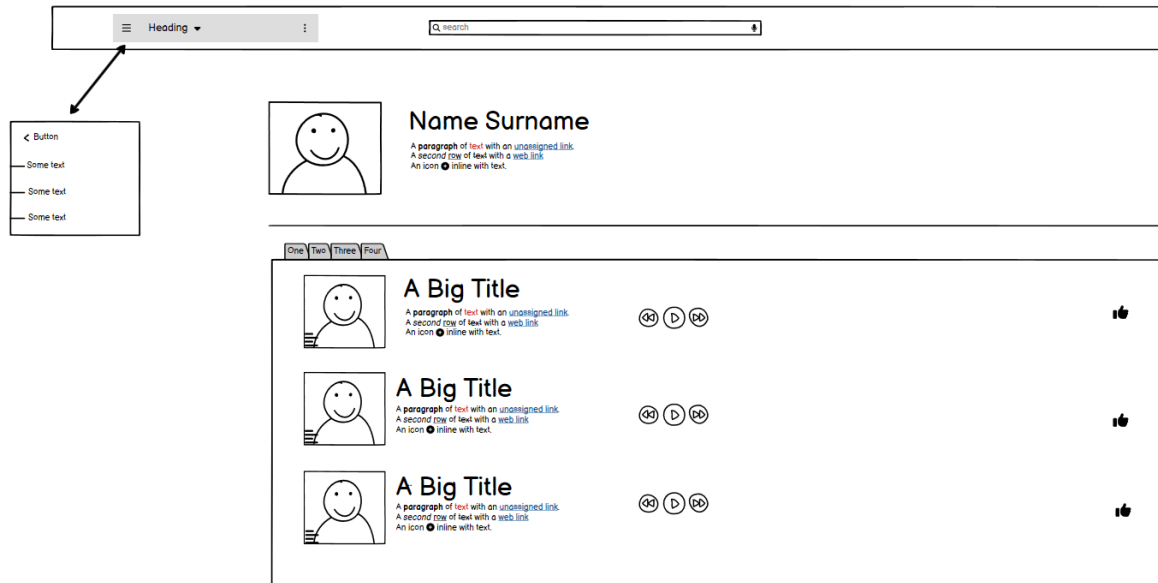 Heading
search
Button
Some text
Some text
Some text
Name Surname
A paragraph of text with an unassigned link.
A second row of text with a web link
An icon inline with text.
One Two Three Four
A Big Title
A paragraph of text with an unassigned link.
A second row of text with a web link
An icon inline with text.
A Big Title
A paragraph of text with an unassigned link.
A second row of text with a web link
An icon inline with text.
A Big Title
A paragraph of text with an unassigned link.
A second row of text with a web link
An icon inline with text.